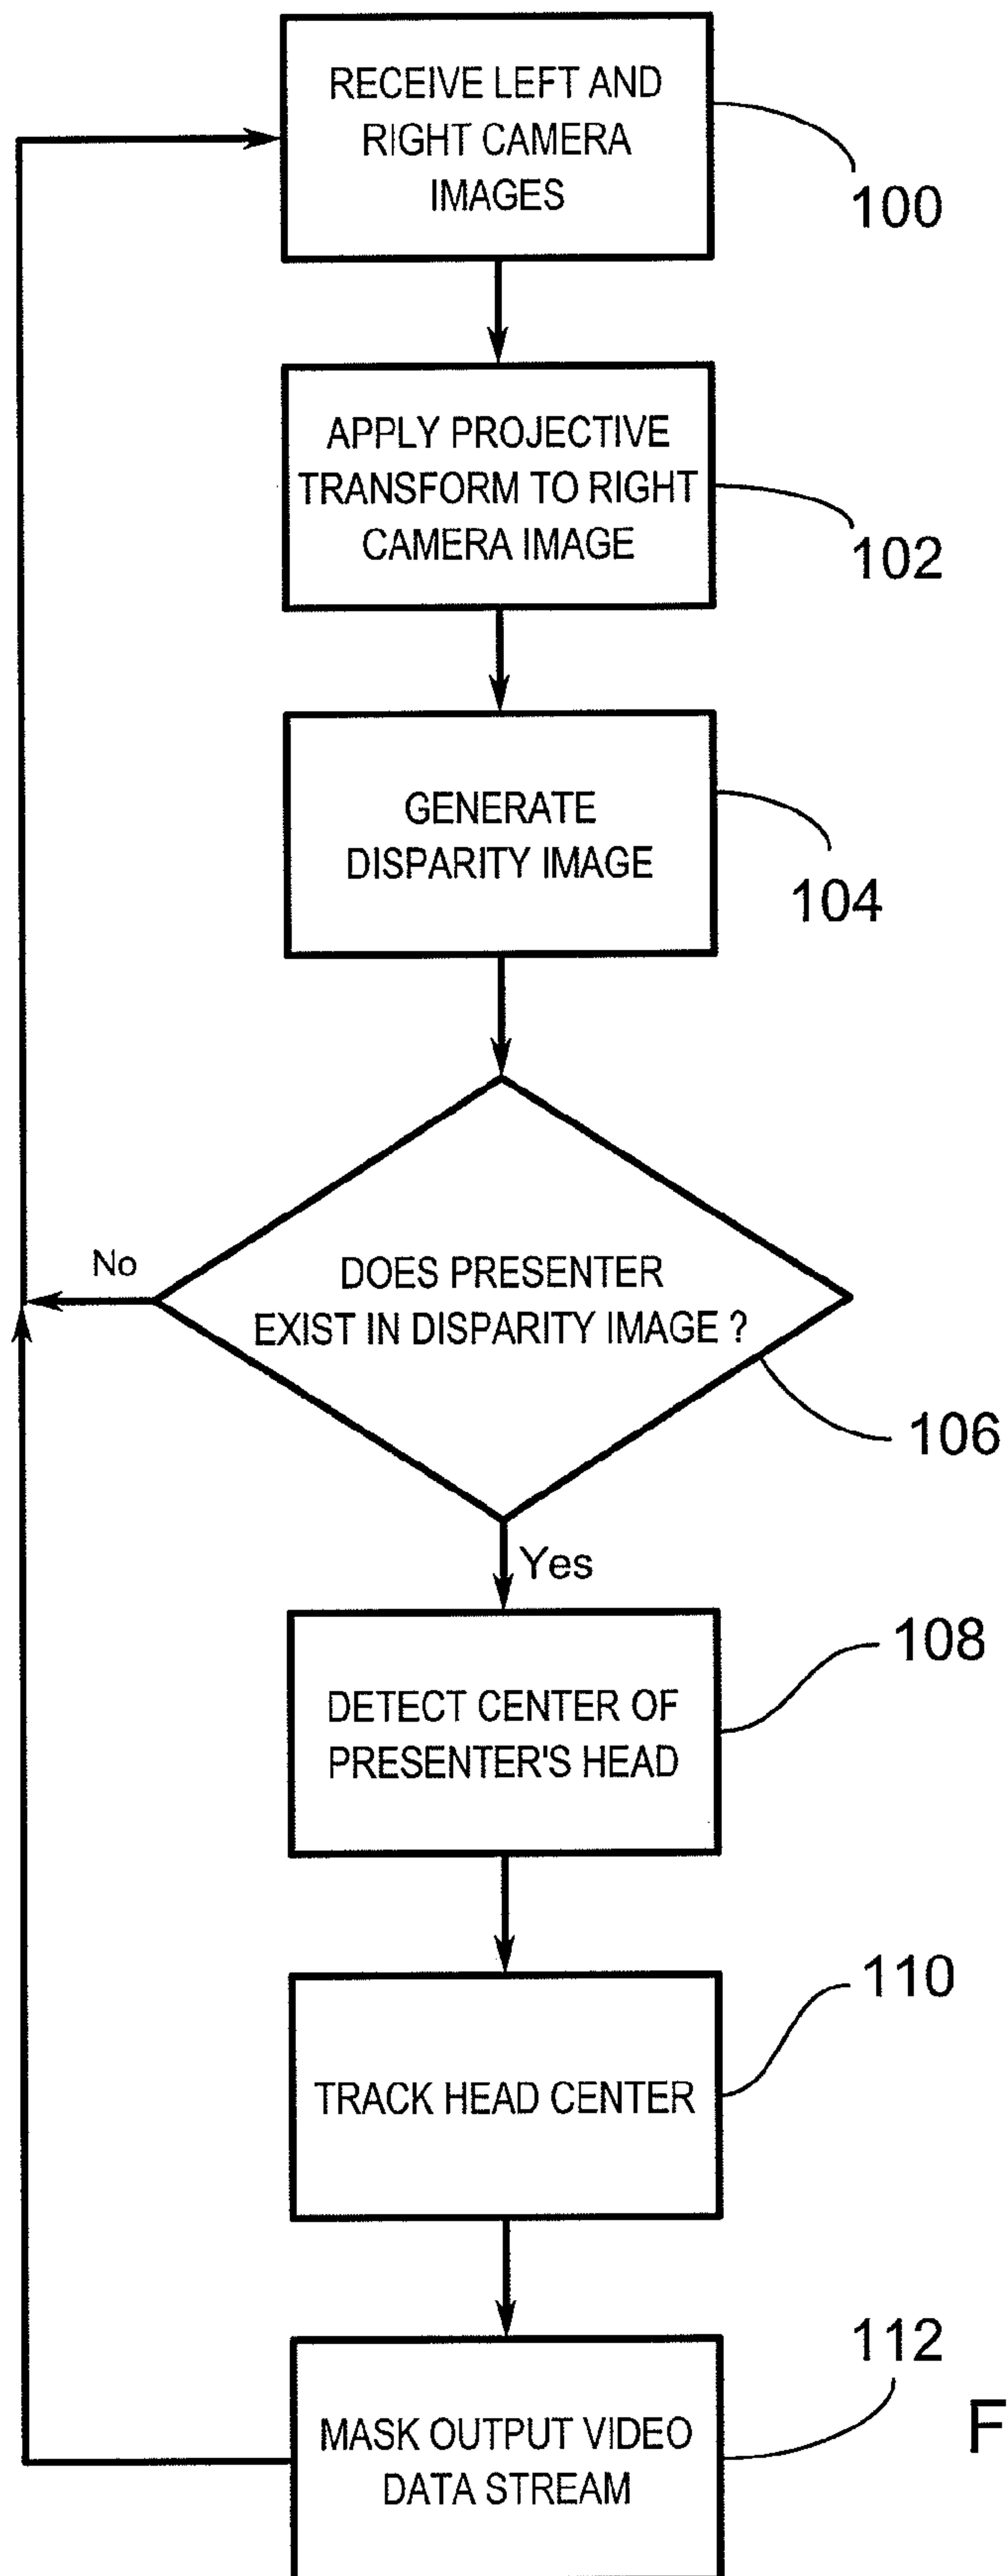 RECEIVE LEFT AND
RIGHT CAMERA
IMAGES
100
APPLY PROJECTIVE
TRANSFORM TO RIGHT
CAMERA IMAGE
102
GENERATE
DISPARITY IMAGE
104
No
DOES PRESENTER
EXIST IN DISPARITY IMAGE ?
106
Yes
108
DETECT CENTER OF
PRESENTER'S HEAD
110
TRACK HEAD CENTER
112
MASK OUTPUT VIDEO
DATA STREAM
F